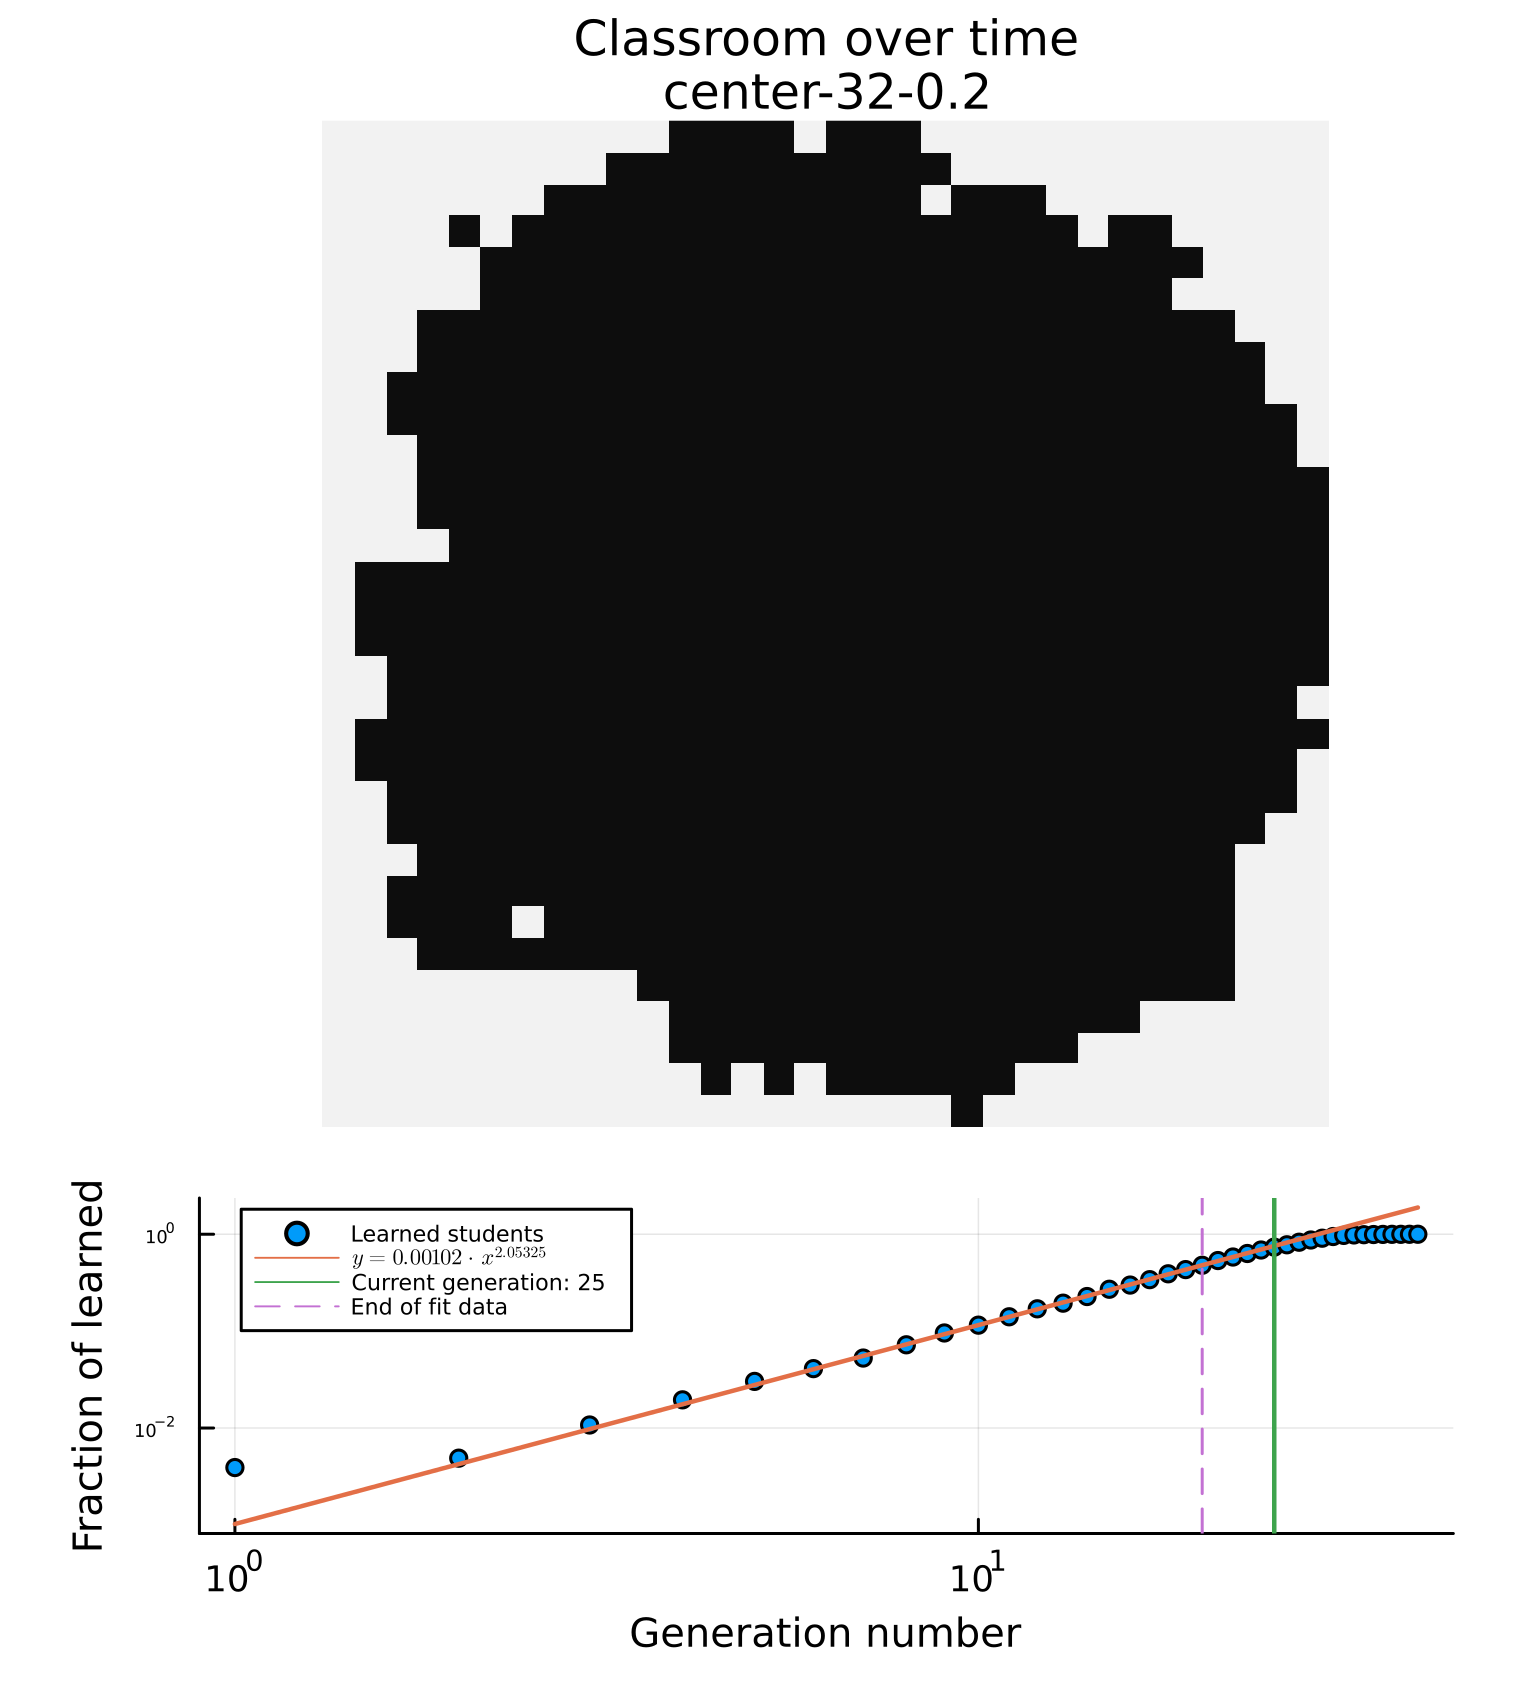 Classroom over time
center-32-0.2
Fraction of learned
10^0
10^-2
Learned students
y = 0.00102 · x^2.05325
Current generation: 25
End of fit data
10^0
10^1
Generation number